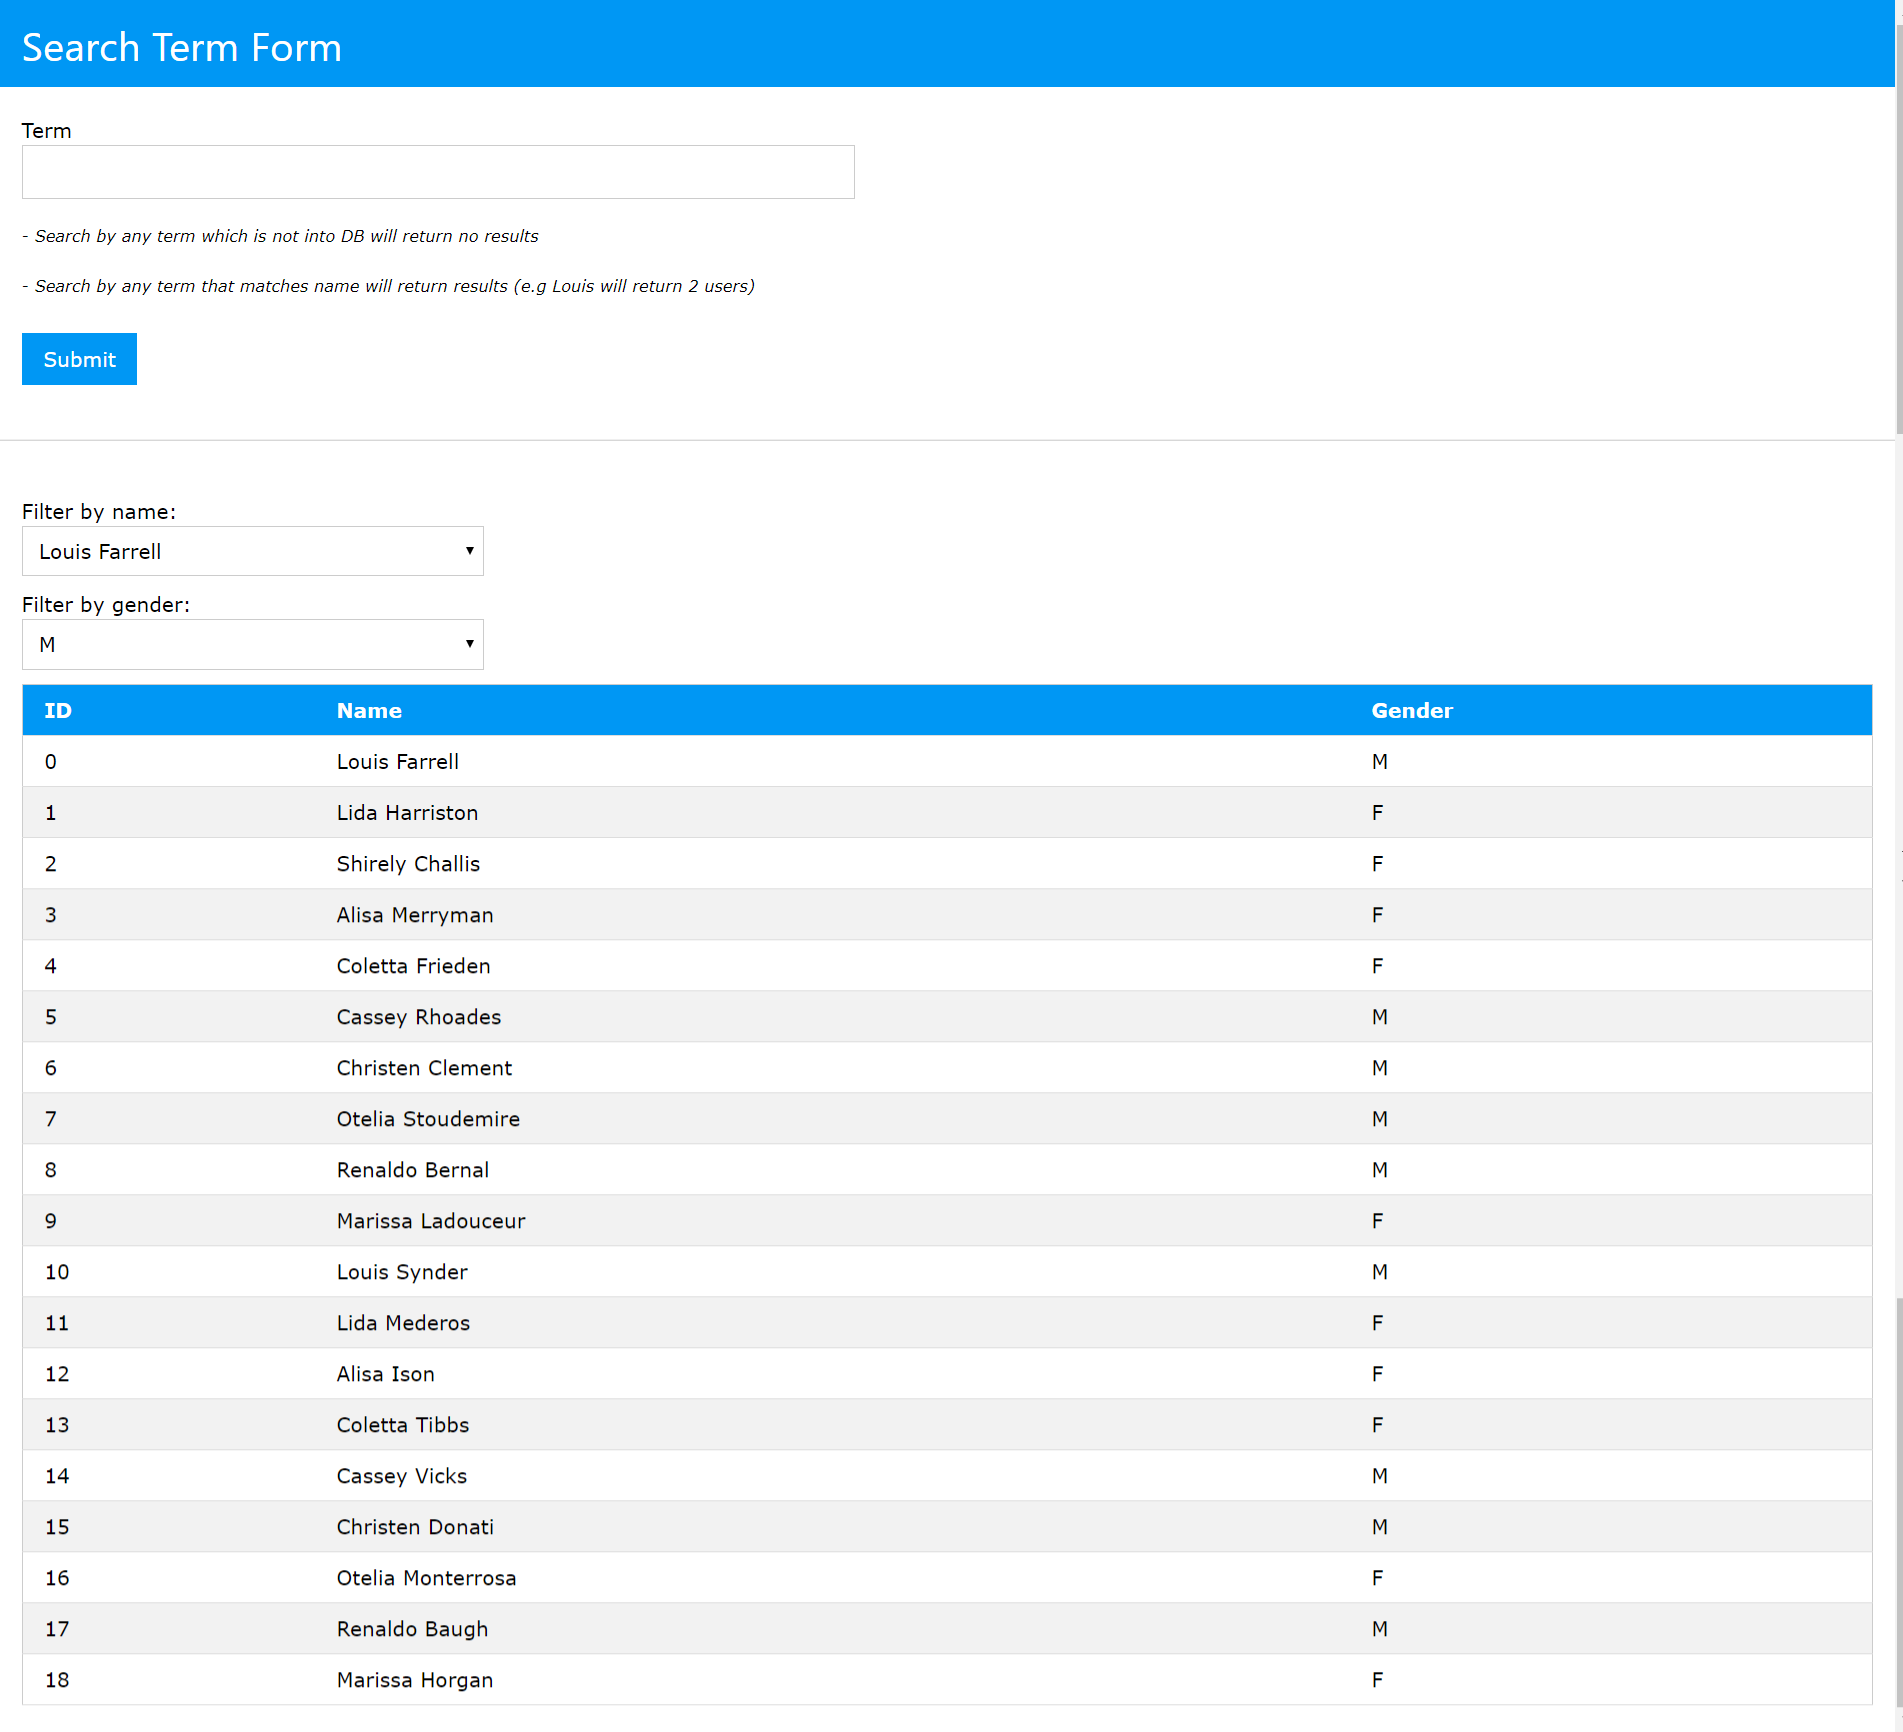 Search Term Form
Term
- Search by any term which is not into DB will return no results
- Search by any term that matches name will return results (e.g Louis will return 2 users)
Submit
Filter by name:
Louis Farrell
Filter by gender:
M
ID Name Gender
0 Louis Farrell M
1 Lida Harriston F
2 Shirely Challis F
3 Alisa Merryman F
4 Coletta Frieden F
5 Cassey Rhoades M
6 Christen Clement M
7 Otelia Stoudemire M
8 Renaldo Bernal M
9 Marissa Ladouceur F
10 Louis Synder M
11 Lida Mederos F
12 Alisa Ison F
13 Coletta Tibbs F
14 Cassey Vicks M
15 Christen Donati M
16 Otelia Monterrosa F
17 Renaldo Baugh M
18 Marissa Horgan F